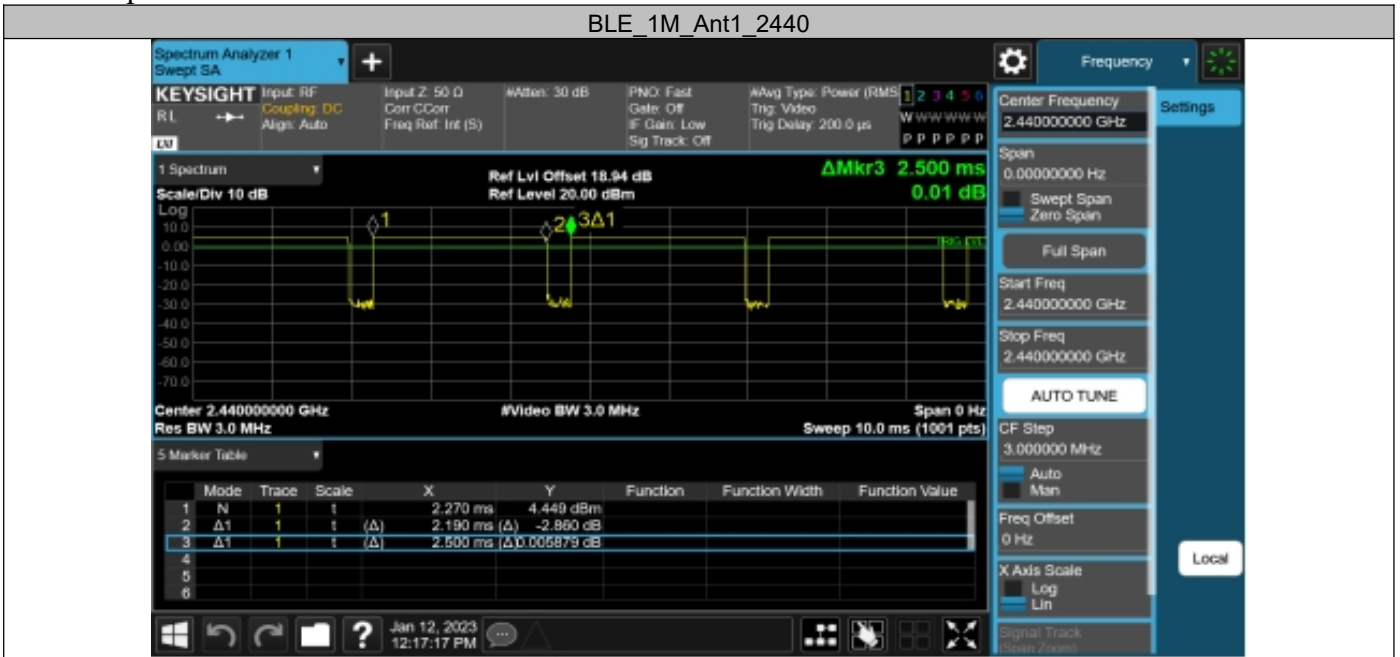 BLE_1M_Ant1_2440
Spectrum Analyzer 1
Swept SA
Frequency
KEYSIGHT
RL
Input: RF
Coupling: DC
Align: Auto
Input Z: 50 Ω
Corr CCorr
Freq Ref: Int (S)
#Atten: 30 dB
PNO: Fast
Gate: Off
IF Gain: Low
Sig Track: Off
#Avg Type: Power (RMS
Trig: Video
Trig Delay: 200.0 µs
1 2 3 4 5 6
W W W W W W
P P P P P P
LXI
1 Spectrum
Scale/Div 10 dB
Ref Lvl Offset 18.94 dB
Ref Level 20.00 dBm
ΔMkr3 2.500 ms
0.01 dB
Log
10.0
0.00
-10.0
-20.0
-30.0
-40.0
-50.0
-60.0
-70.0
1
2
3Δ1
TRIG LVL
Center 2.440000000 GHz
#Video BW 3.0 MHz
Span 0 Hz
Res BW 3.0 MHz
Sweep 10.0 ms (1001 pts)
5 Marker Table
Mode Trace Scale X Y Function Function Width Function Value
1 N 1 t 2.270 ms 4.449 dBm
2 Δ1 1 t (Δ) 2.190 ms (Δ) -2.860 dB
3 Δ1 1 t (Δ) 2.500 ms (Δ) 0.005879 dB
4
5
6
Jan 12, 2023
12:17:17 PM
Center Frequency
2.440000000 GHz
Settings
Span
0.00000000 Hz
Swept Span
Zero Span
Full Span
Start Freq
2.440000000 GHz
Stop Freq
2.440000000 GHz
AUTO TUNE
CF Step
3.000000 MHz
Auto
Man
Freq Offset
0 Hz
X Axis Scale
Log
Lin
Signal Track
(Span Zoom)
Local